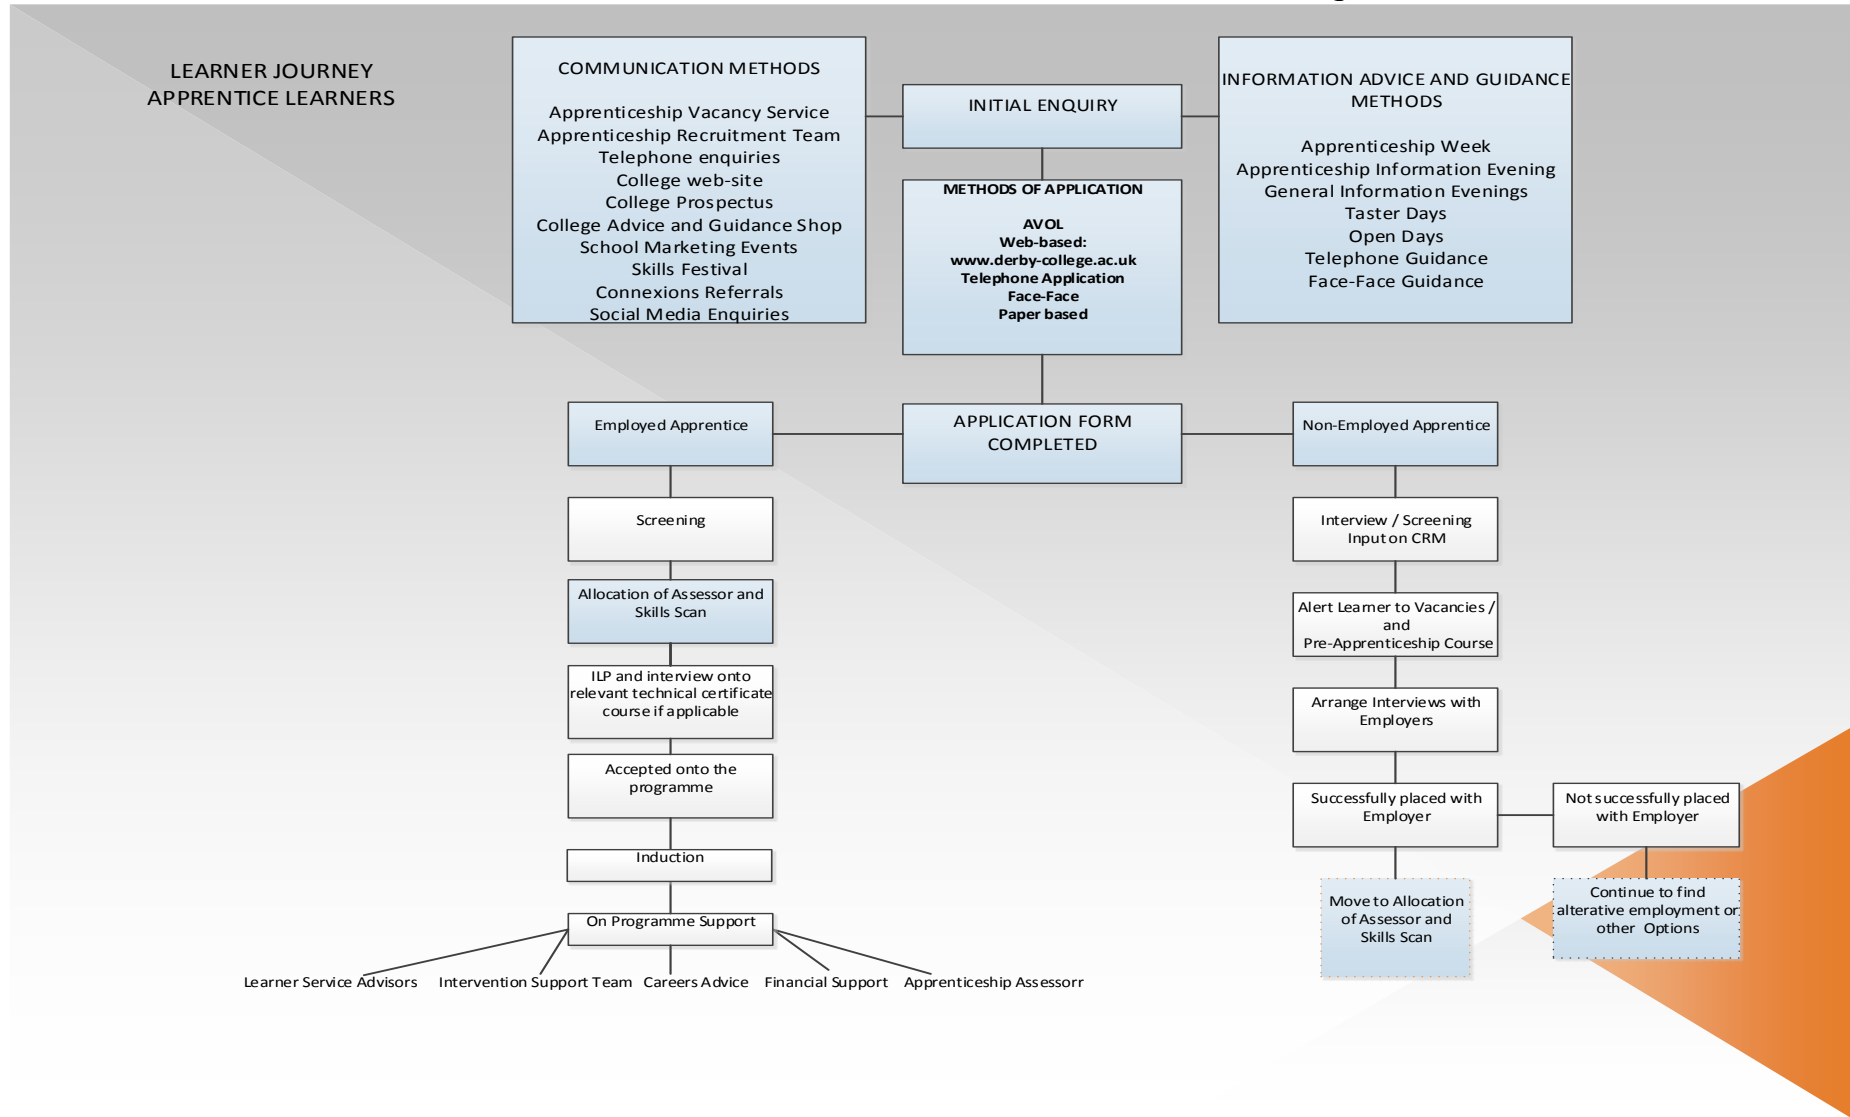 LEARNER JOURNEY
APPRENTICE LEARNERS
COMMUNICATION METHODS
Apprenticeship Vacancy Service
Apprenticeship Recruitment Team
Telephone enquiries
College web-site
College Prospectus
College Advice and Guidance Shop
School Marketing Events
Skills Festival
Connexions Referrals
Social Media Enquiries
INITIAL ENQUIRY
METHODS OF APPLICATION
AVOL
Web-based:
www.derby-college.ac.uk
Telephone Application
Face-Face
Paper based
INFORMATION ADVICE AND GUIDANCE
METHODS
Apprenticeship Week
Apprenticeship Information Evening
General Information Evenings
Taster Days
Open Days
Telephone Guidance
Face-Face Guidance
APPLICATION FORM
COMPLETED
Employed Apprentice
Screening
Allocation of Assessor and
Skills Scan
ILP and interview onto
relevant technical certificate
course if applicable
Accepted onto the
programme
Induction
On Programme Support
Learner Service Advisors
Intervention Support Team
Careers Advice
Financial Support
Apprenticeship Assessorr
Non-Employed Apprentice
Interview / Screening
Input on CRM
Alert Learner to Vacancies /
and
Pre-Apprenticeship Course
Arrange Interviews with
Employers
Successfully placed with
Employer
Not successfully placed
with Employer
Move to Allocation
of Assessor and
Skills Scan
Continue to find
alterative employment or
other Options